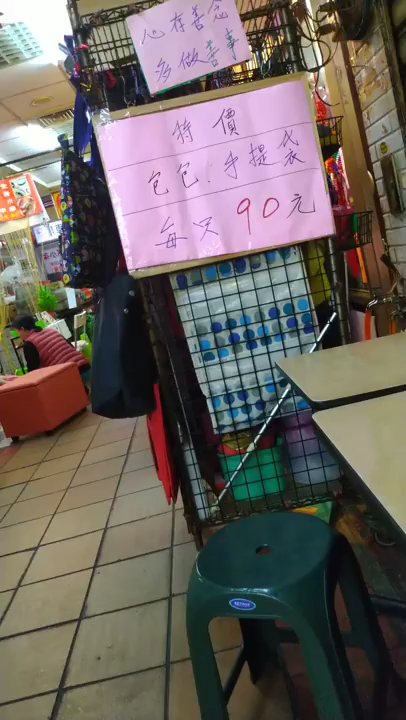 心存善念
多做善事
特價
包包:手提袋
每只90元